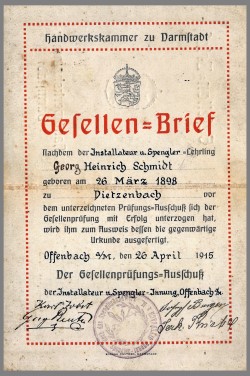 Handwerkskammer zu Darmstadt
Gesellen=Brief
Nachdem der Installateur u. Spengler-Lehrling
Georg Heinrich Schmidt
geboren am 26 März 1898
zu Dietzenbach vor
dem unterzeichneten Prüfungs-Ausschuß sich der
Gesellenprüfung mit Erfolg unterzogen hat,
wird ihm zum Ausweis dessen die gegenwärtige
Urkunde ausgefertigt.
Offenbach a/M., den 26 April 1915
Der Gesellenprüfungs-Ausschuß
der Installateur u. Spengler-Innung, Offenbach a/M.